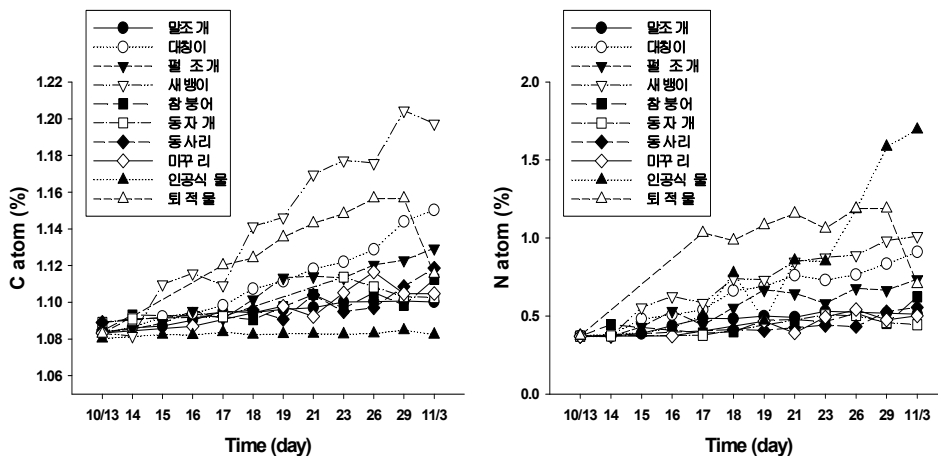 말조개
대칭이
펄 조개
새뱅이
참붕어
동자개
동사리
미꾸리
인공식물
퇴적물
C atom (%)
1.22
1.20
1.18
1.16
1.14
1.12
1.10
1.08
1.06
10/13 14 15 16 17 18 19 21 23 26 29 11/3
Time (day)
말조개
대칭이
펄 조개
새뱅이
참붕어
동자개
동사리
미꾸리
인공식물
퇴적물
N atom (%)
2.0
1.5
1.0
0.5
0.0
10/13 14 15 16 17 18 19 21 23 26 29 11/3
Time (day)